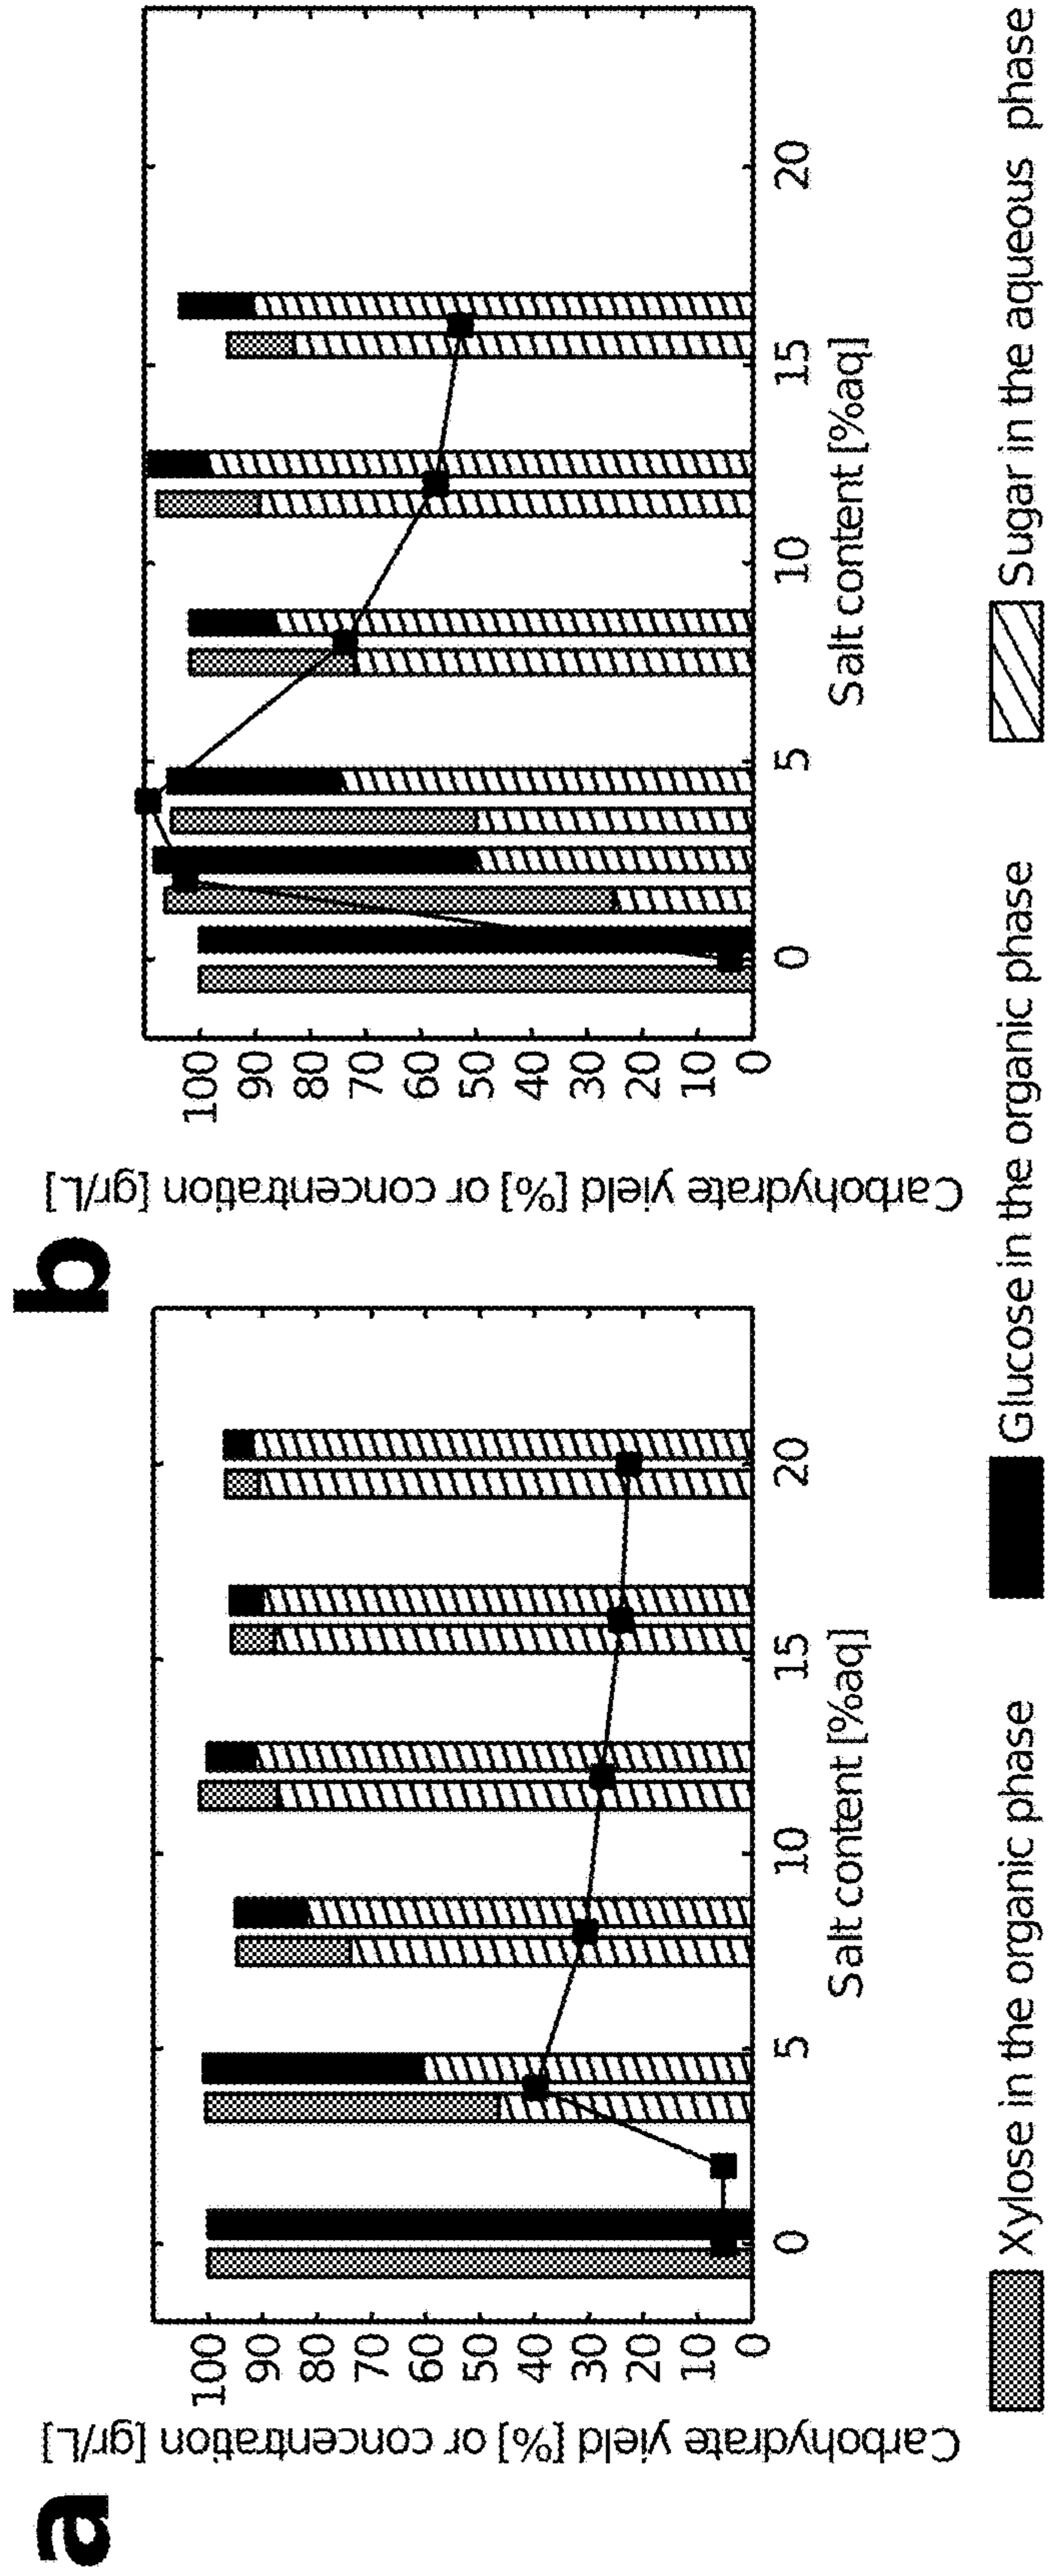 a
Carbohydrate yield [%] or concentration [gr/L]
100
90
80
70
60
50
40
30
20
10
0
0 5 10 15 20
Salt content [%aq]
b
Carbohydrate yield [%] or concentration [gr/L]
100
90
80
70
60
50
40
30
20
10
0
0 5 10 15 20
Salt content [%aq]
Xylose in the organic phase Glucose in the organic phase Sugar in the aqueous phase